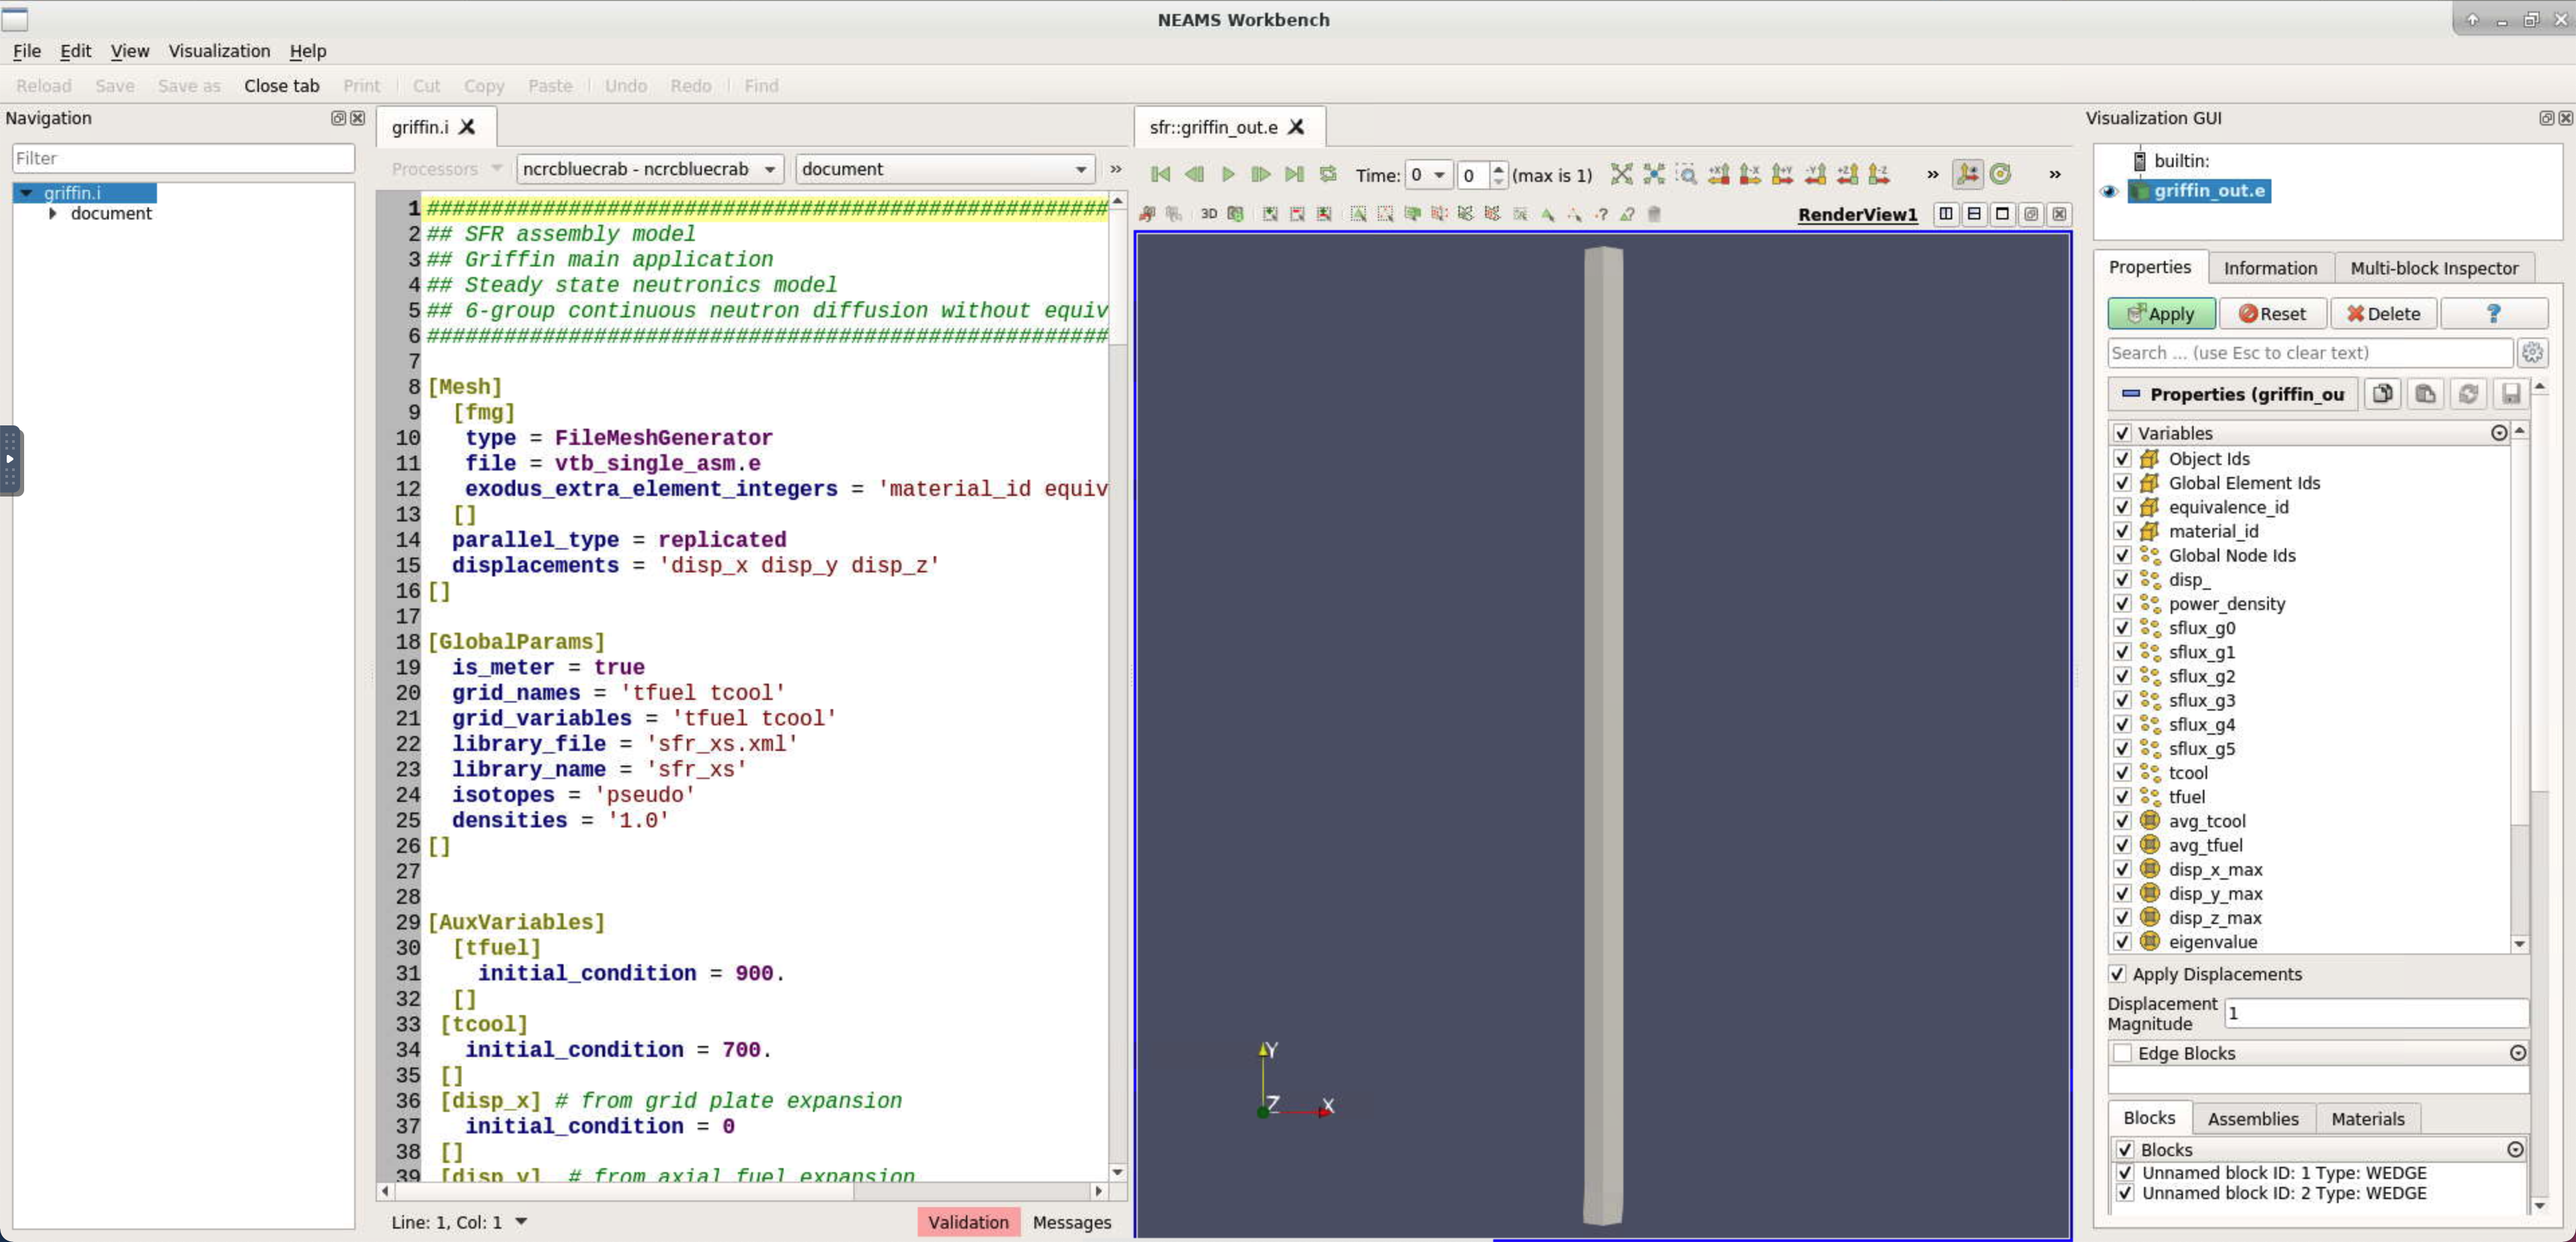 NEAMS Workbench
File Edit View Visualization Help
Reload Save Save as Close tab Print Cut Copy Paste Undo Redo Find
Navigation
Filter
griffin.i
document
griffin.i
Processors ncrcbluecrab - ncrcbluecrab document »
1 ######################################################
2 ## SFR assembly model
3 ## Griffin main application
4 ## Steady state neutronics model
5 ## 6-group continuous neutron diffusion without equiv
6 ######################################################
7
8 [Mesh]
9 [fmg]
10 type = FileMeshGenerator
11 file = vtb_single_asm.e
12 exodus_extra_element_integers = 'material_id equiv
13 []
14 parallel_type = replicated
15 displacements = 'disp_x disp_y disp_z'
16 []
17
18 [GlobalParams]
19 is_meter = true
20 grid_names = 'tfuel tcool'
21 grid_variables = 'tfuel tcool'
22 library_file = 'sfr_xs.xml'
23 library_name = 'sfr_xs'
24 isotopes = 'pseudo'
25 densities = '1.0'
26 []
27
28
29 [AuxVariables]
30 [tfuel]
31 initial_condition = 900.
32 []
33 [tcool]
34 initial_condition = 700.
35 []
36 [disp_x] # from grid plate expansion
37 initial_condition = 0
38 []
39 [disp_y] # from axial fuel expansion
Line: 1, Col: 1
Validation Messages
sfr::griffin_out.e
Time: 0 0 (max is 1) » »
3D RenderView1
Y
Z X
Visualization GUI
builtin:
griffin_out.e
Properties Information Multi-block Inspector
Apply Reset Delete ?
Search ... (use Esc to clear text)
Properties (griffin_ou
Variables
Object Ids
Global Element Ids
equivalence_id
material_id
Global Node Ids
disp_
power_density
sflux_g0
sflux_g1
sflux_g2
sflux_g3
sflux_g4
sflux_g5
tcool
tfuel
avg_tcool
avg_tfuel
disp_x_max
disp_y_max
disp_z_max
eigenvalue
Apply Displacements
Displacement
Magnitude 1
Edge Blocks
Blocks Assemblies Materials
Blocks
Unnamed block ID: 1 Type: WEDGE
Unnamed block ID: 2 Type: WEDGE